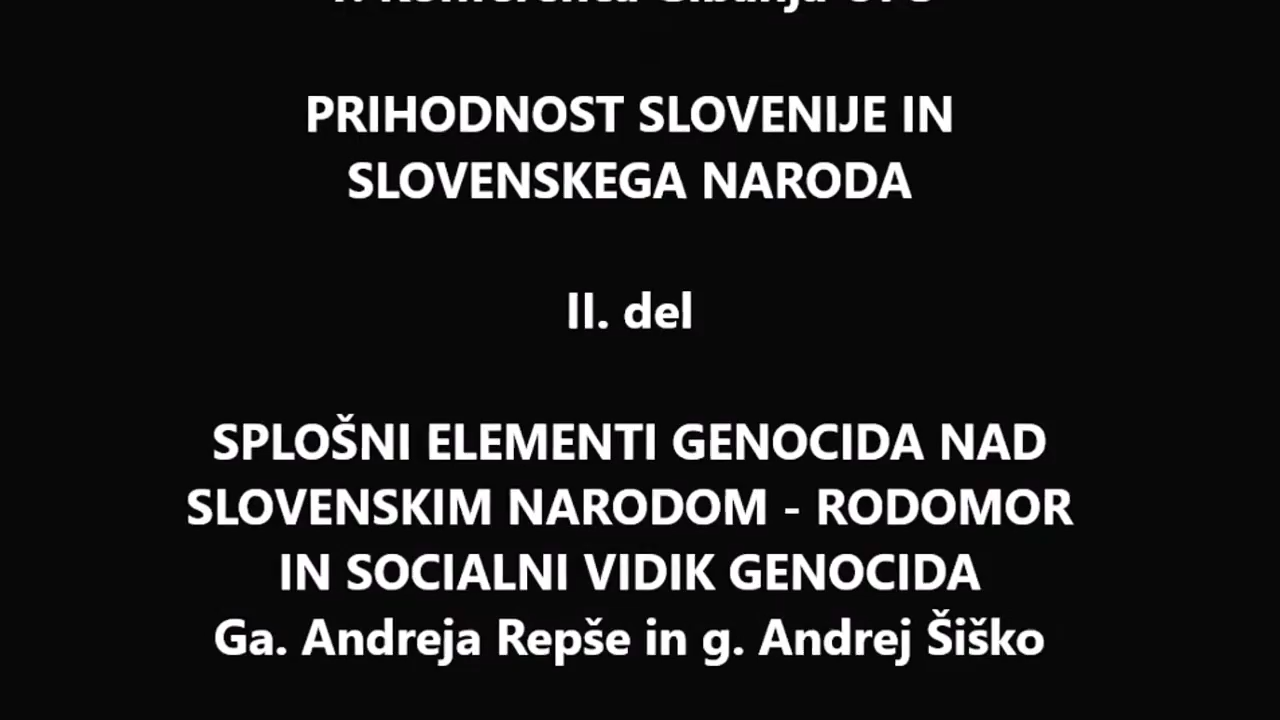 PRIHODNOST SLOVENIJE IN
SLOVENSKEGA NARODA
II. del
SPLOŠNI ELEMENTI GENOCIDA NAD
SLOVENSKIM NARODOM - RODOMOR
IN SOCIALNI VIDIK GENOCIDA
Ga. Andreja Repše in g. Andrej Šiško